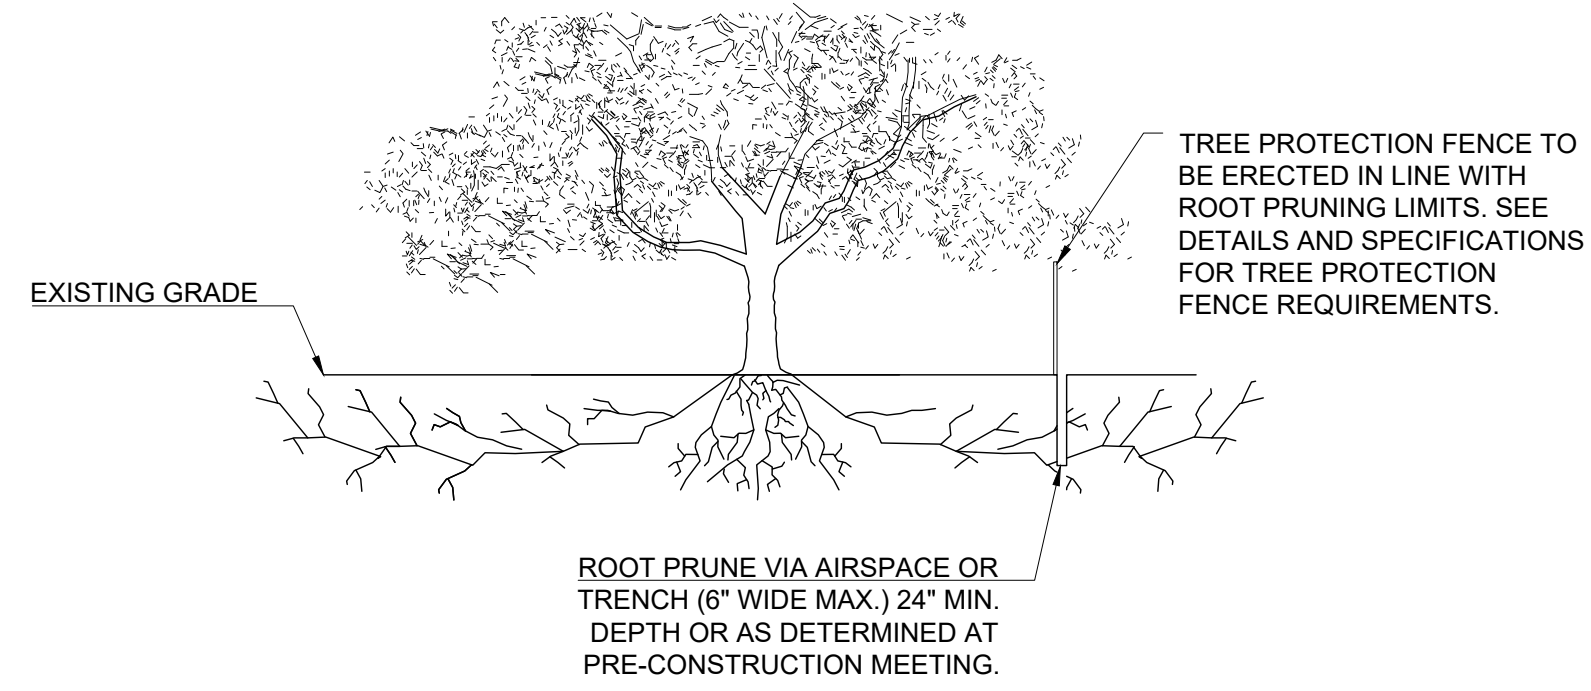 TREE PROTECTION FENCE TO
BE ERECTED IN LINE WITH
ROOT PRUNING LIMITS. SEE
DETAILS AND SPECIFICATIONS
FOR TREE PROTECTION
FENCE REQUIREMENTS.
EXISTING GRADE
ROOT PRUNE VIA AIRSPACE OR
TRENCH (6" WIDE MAX.) 24" MIN.
DEPTH OR AS DETERMINED AT
PRE-CONSTRUCTION MEETING.